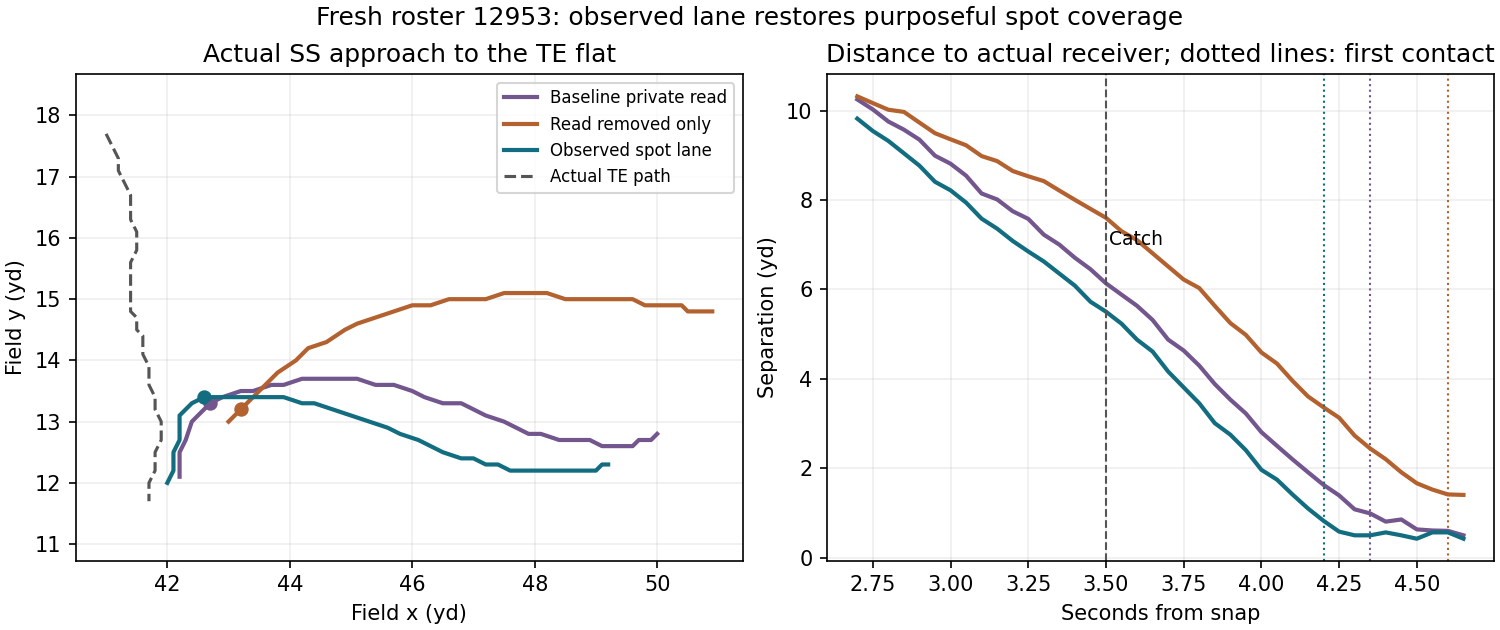 Fresh roster 12953: observed lane restores purposeful spot coverage
Actual SS approach to the TE flat
Field y (yd)
18
17
16
15
14
13
12
11
Baseline private read
Read removed only
Observed spot lane
Actual TE path
42
44
46
48
50
Field x (yd)
Distance to actual receiver; dotted lines: first contact
Separation (yd)
10
8
6
4
2
0
Catch
2.75
3.00
3.25
3.50
3.75
4.00
4.25
4.50
Seconds from snap